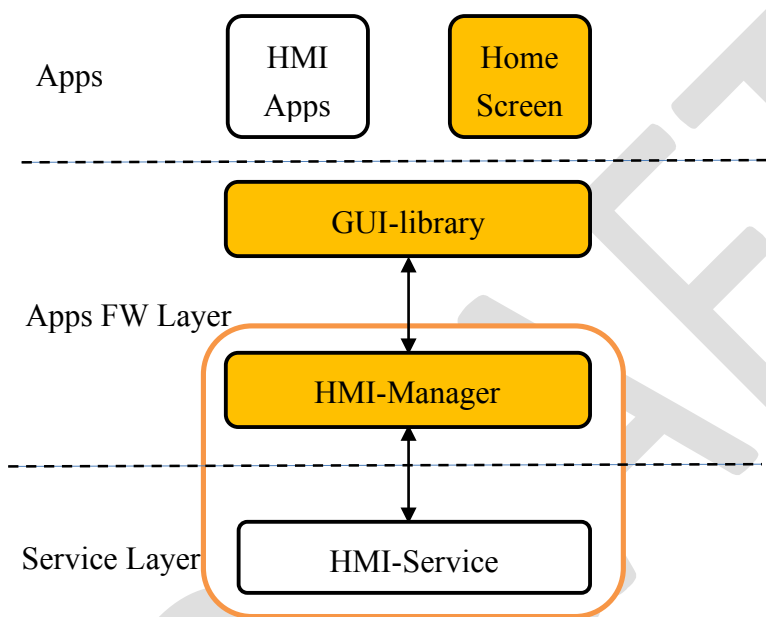 Apps
HMI
Apps
Home
Screen
GUI-library
Apps FW Layer
HMI-Manager
Service Layer
HMI-Service